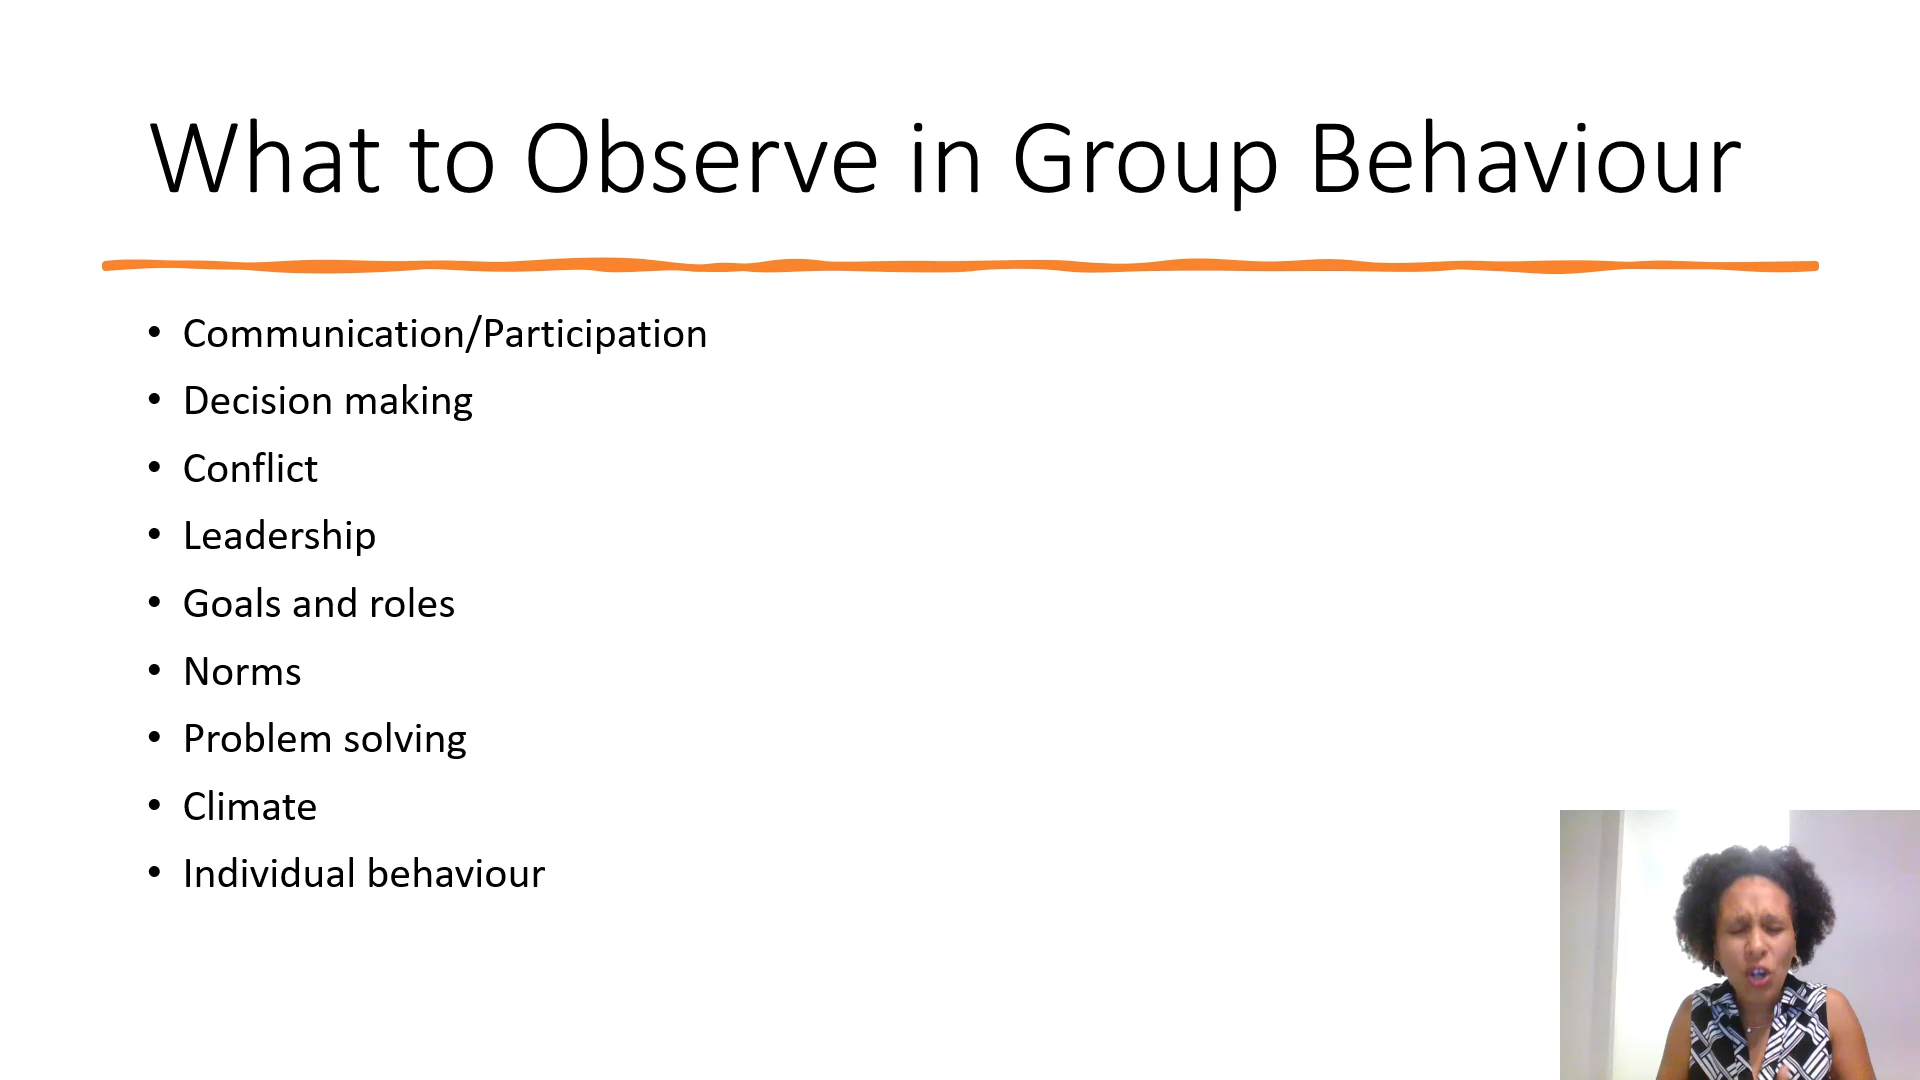 What to Observe in Group Behaviour
• Communication/Participation
• Decision making
• Conflict
• Leadership
• Goals and roles
• Norms
• Problem solving
• Climate
• Individual behaviour